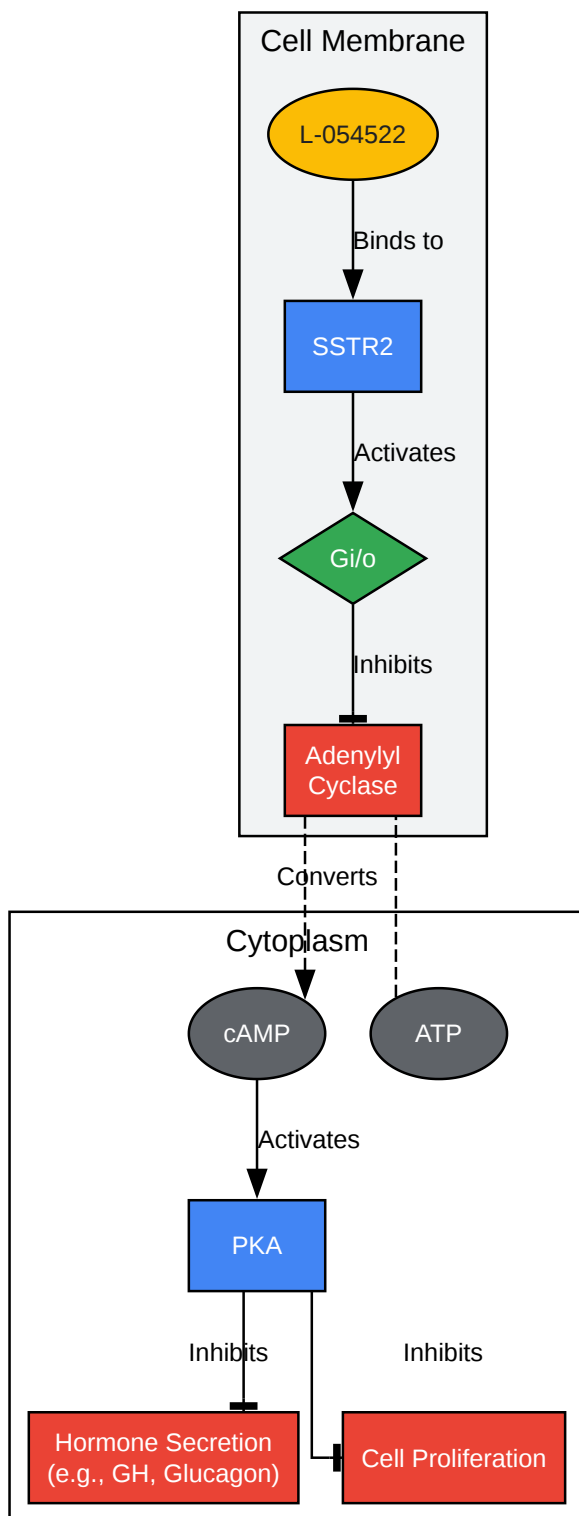 Cell Membrane
L-054522
Binds to
SSTR2
Activates
Gi/o
Inhibits
Adenylyl
Cyclase
Converts
Cytoplasm
cAMP
ATP
Activates
PKA
Inhibits
Inhibits
Hormone Secretion
(e.g., GH, Glucagon)
Cell Proliferation